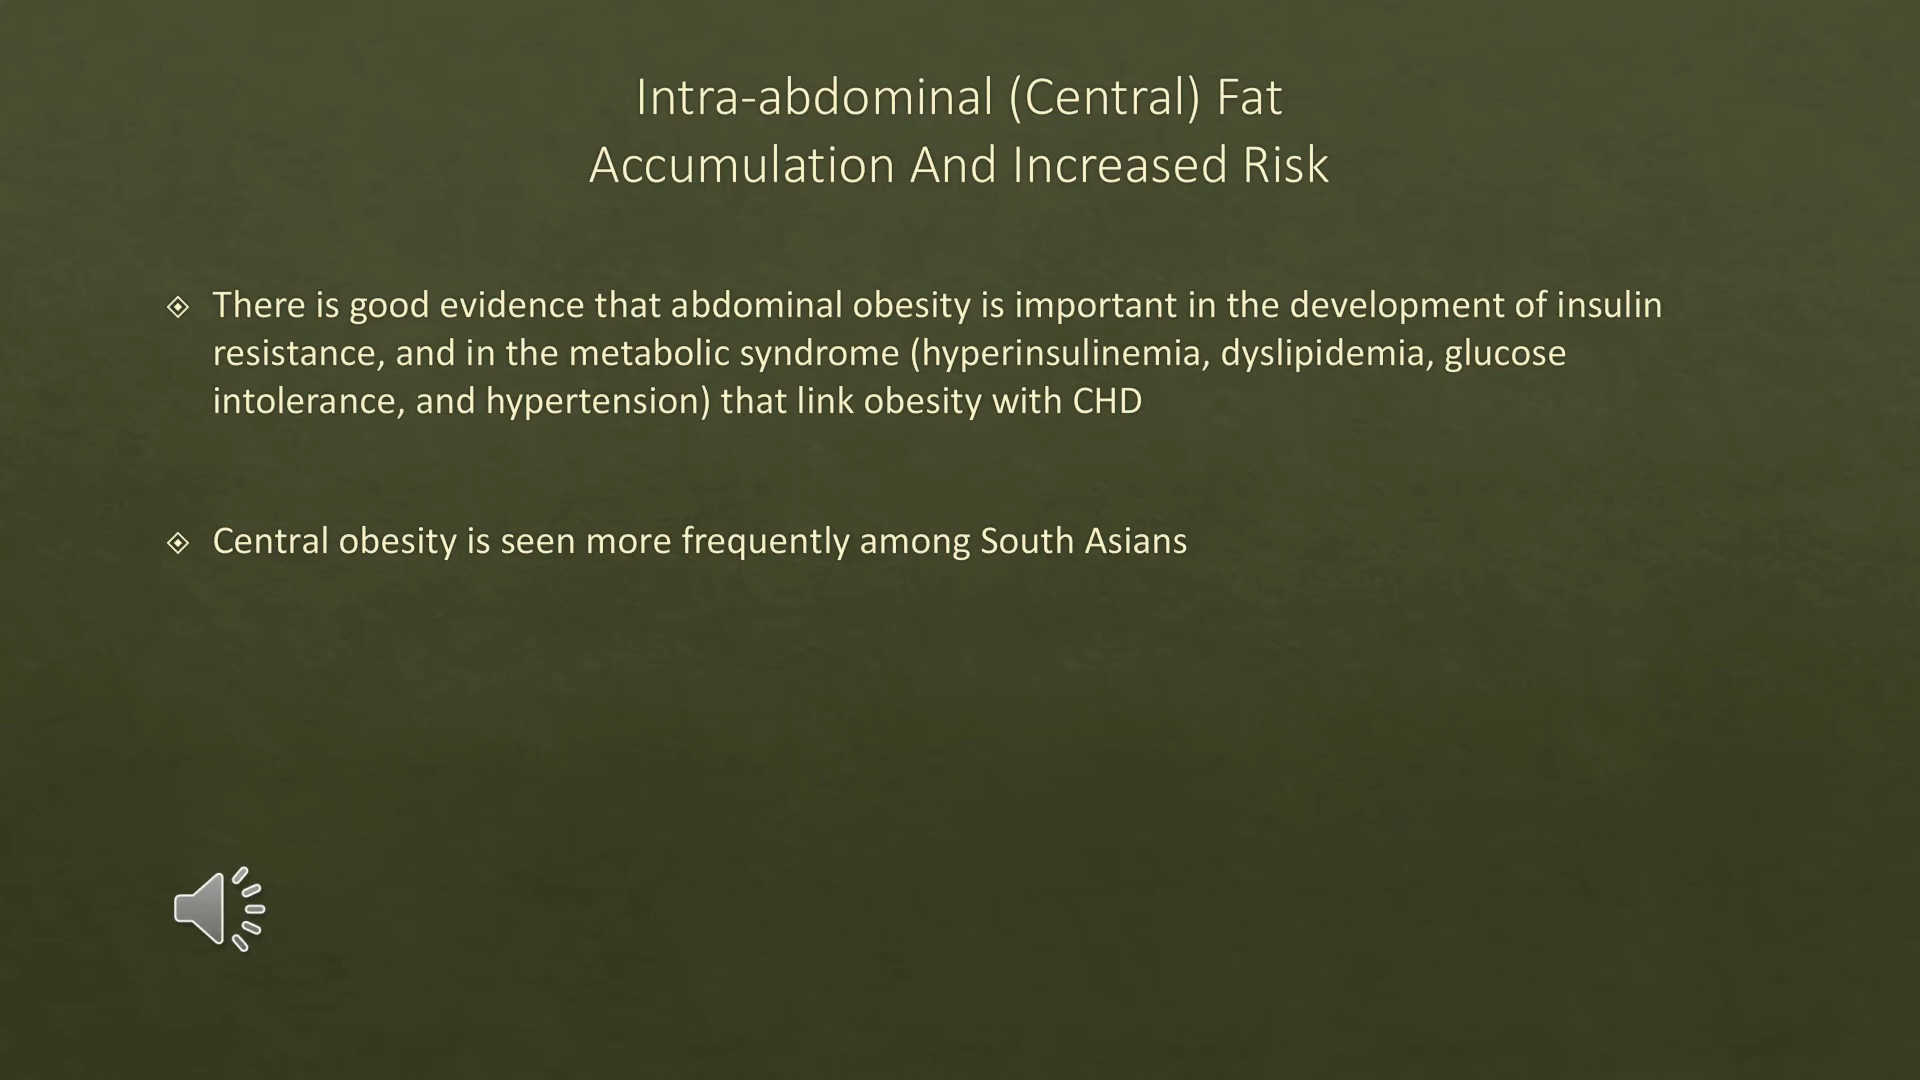 Intra-abdominal (Central) Fat
Accumulation And Increased Risk
There is good evidence that abdominal obesity is important in the development of insulin
resistance, and in the metabolic syndrome (hyperinsulinemia, dyslipidemia, glucose
intolerance, and hypertension) that link obesity with CHD
Central obesity is seen more frequently among South Asians